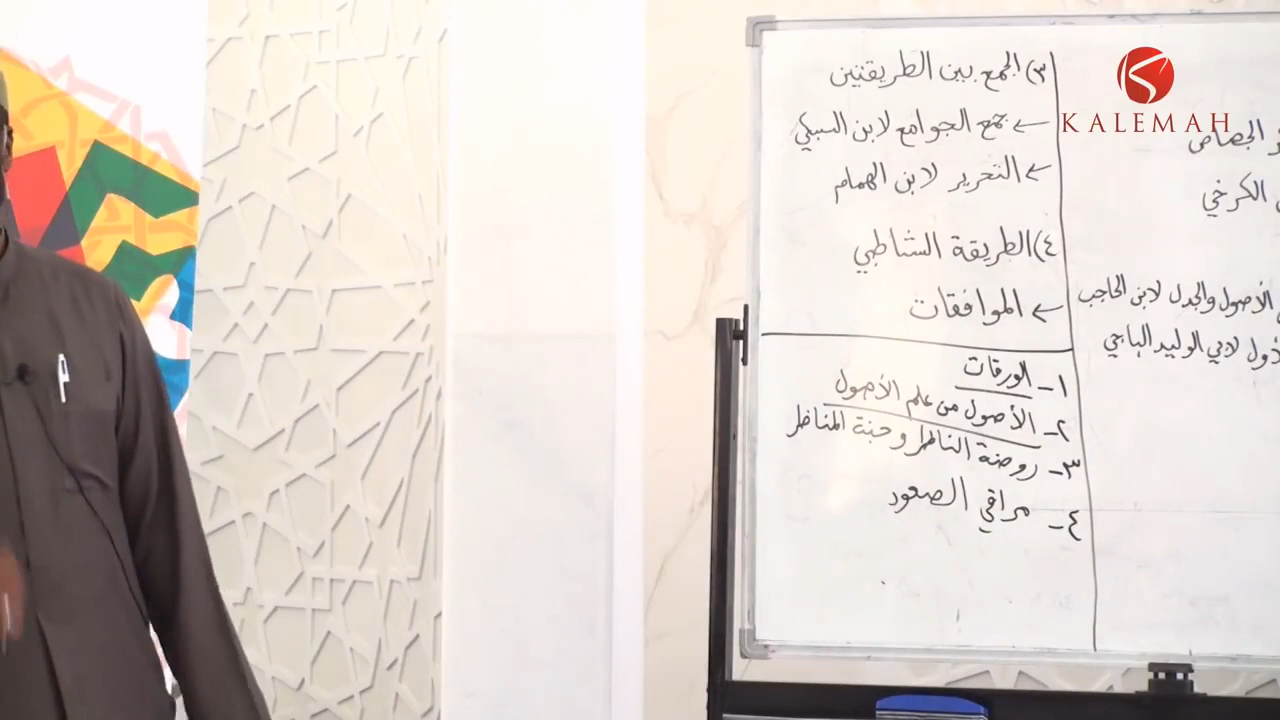 KALEMAH
الجصاص
الكرخي
الأصول والجدل لابن الحاجب
لابي الوليد الباجي
٣) الجمع بين الطريقتين
← جمع الجوامع لابن السبكي
← التحرير لابن الهمام
٤) الطريقة الشاطبي
← الموافقات
١- الورقات
٢- الأصول من علم الأصول
٣- روضة الناظر وجنة المناظر
٤- مراقي الصعود